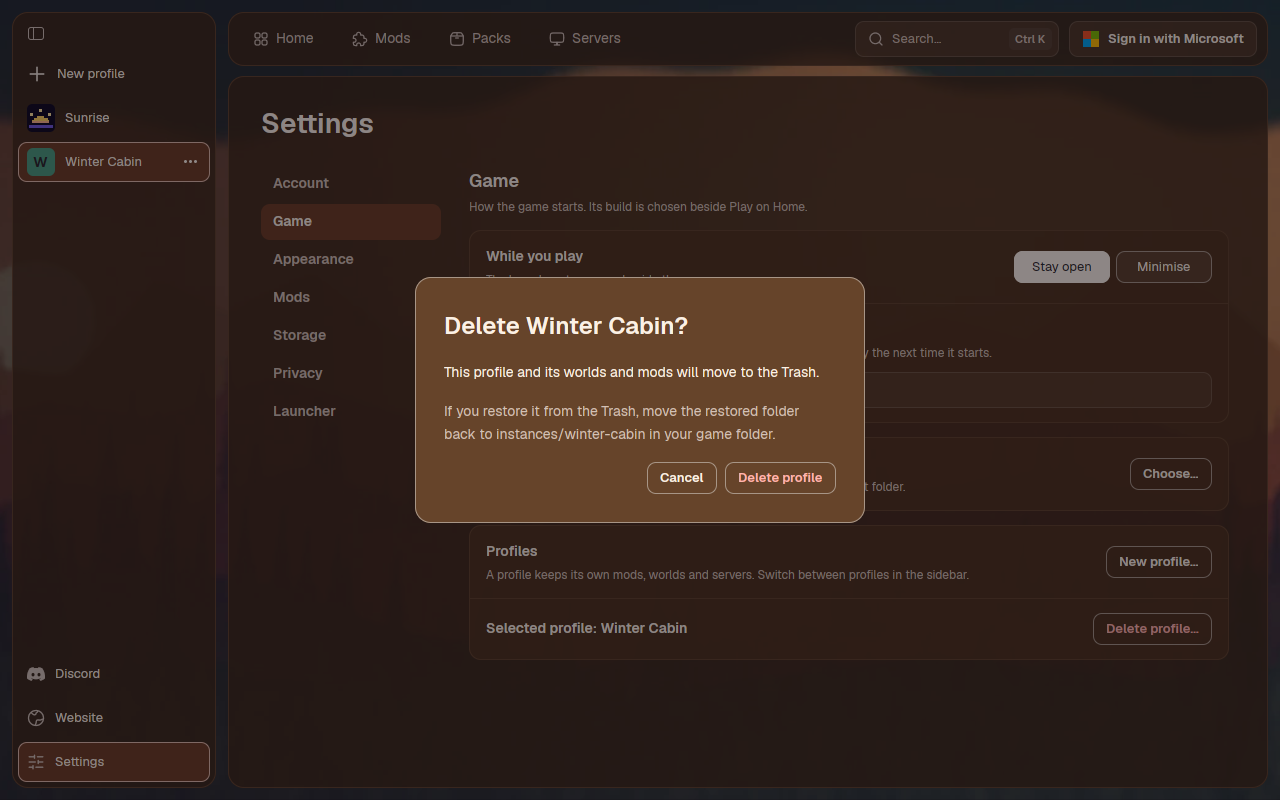 New profile
Sunrise
W
Winter Cabin
Discord
Website
Settings
Home
Mods
Packs
Servers
Search...
Ctrl K
Sign in with Microsoft
Settings
Account
Game
Appearance
Mods
Storage
Privacy
Launcher
Game
How the game starts. Its build is chosen beside Play on Home.
While you play
Stay open
Minimise
the next time it starts.
folder.
Choose...
Delete Winter Cabin?
This profile and its worlds and mods will move to the Trash.
If you restore it from the Trash, move the restored folder
back to instances/winter-cabin in your game folder.
Cancel
Delete profile
Profiles
A profile keeps its own mods, worlds and servers. Switch between profiles in the sidebar.
New profile...
Selected profile: Winter Cabin
Delete profile...